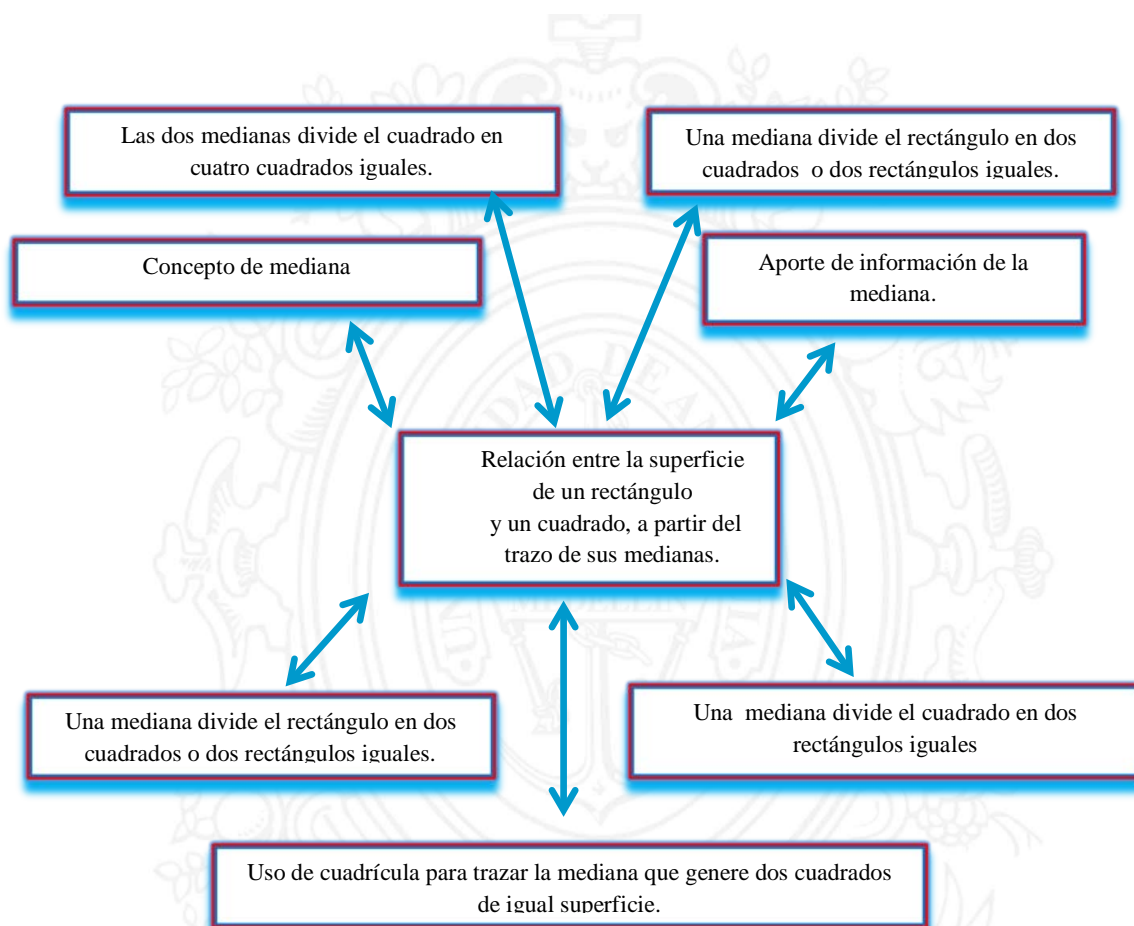 Las dos medianas divide el cuadrado en
cuatro cuadrados iguales.
Una mediana divide el rectángulo en dos
cuadrados o dos rectángulos iguales.
Concepto de mediana
Aporte de información de la
mediana.
Relación entre la superficie
de un rectángulo
y un cuadrado, a partir del
trazo de sus medianas.
Una mediana divide el rectángulo en dos
cuadrados o dos rectángulos iguales.
Una mediana divide el cuadrado en dos
rectángulos iguales
Uso de cuadrícula para trazar la mediana que genere dos cuadrados
de igual superficie.